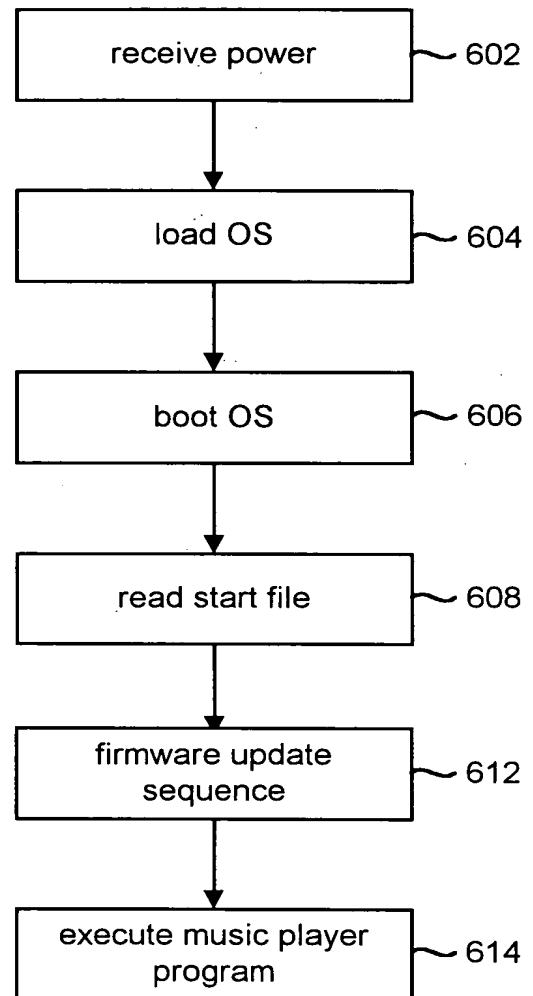 receive power
602
load OS
604
boot OS
606
read start file
608
firmware update
sequence
612
execute music player
program
614